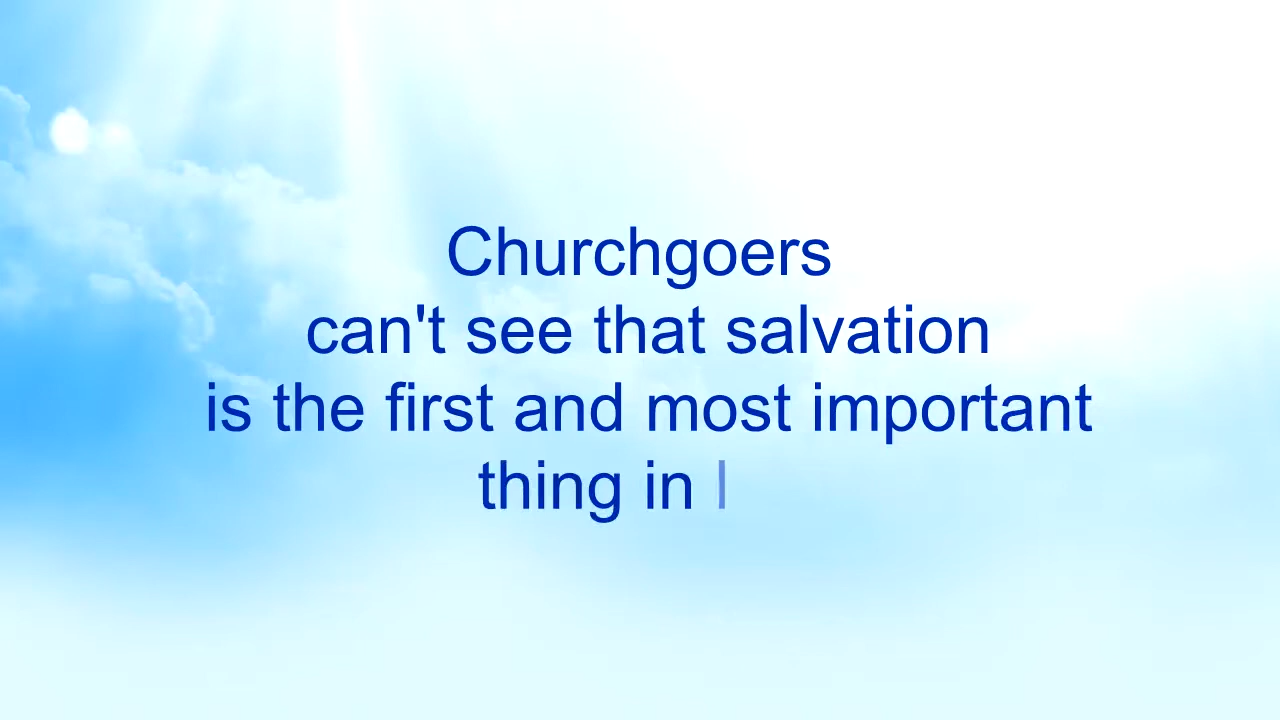 Churchgoers
can't see that salvation
is the first and most important
thing in l